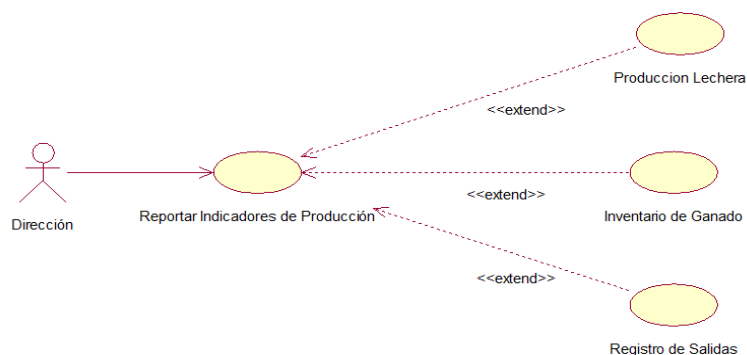 Produccion Lechera
<<extend>>
Dirección
Reportar Indicadores de Producción
<<extend>>
Inventario de Ganado
<<extend>>
Registro de Salidas